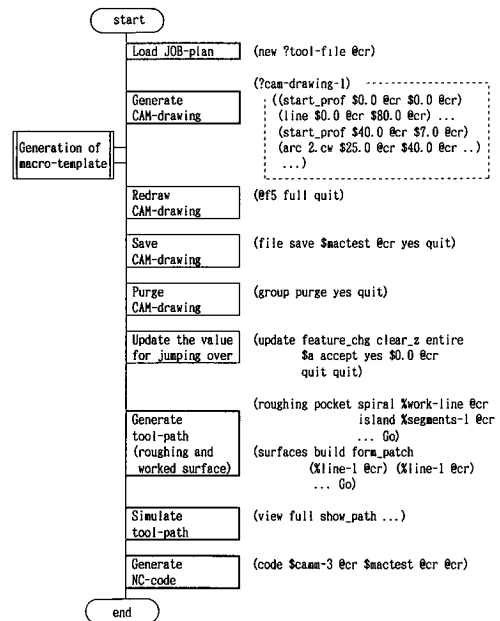 start
Load JOB-plan (new ?tool-file @cr)
(?cam-drawing-1)
Generate ((start_prof $0.0 @cr $0.0 @cr)
CAM-drawing (line $0.0 @cr $80.0 @cr) ...
(start_prof $40.0 @cr $7.0 @cr)
Generation of (arc 2.cw $25.0 @cr $40.0 @cr ..)
macro-template ...)
Redraw (@f5 full quit)
CAM-drawing
Save (file save $mactest @cr yes quit)
CAM-drawing
Purge (group purge yes quit)
CAM-drawing
Update the value (update feature_chg clear_z entire
for jumping over $a accept yes $0.0 @cr
quit quit)
(roughing pocket spiral %work-line @cr
Generate island %segments-1 @cr
tool-path ... Go)
(roughing and (surfaces build form_patch
worked surface) (%line-1 @cr) (%line-1 @cr)
... Go)
Simulate (view full show_path ...)
tool-path
Generate (code $camm-3 @cr $mactest @cr @cr)
NC-code
end